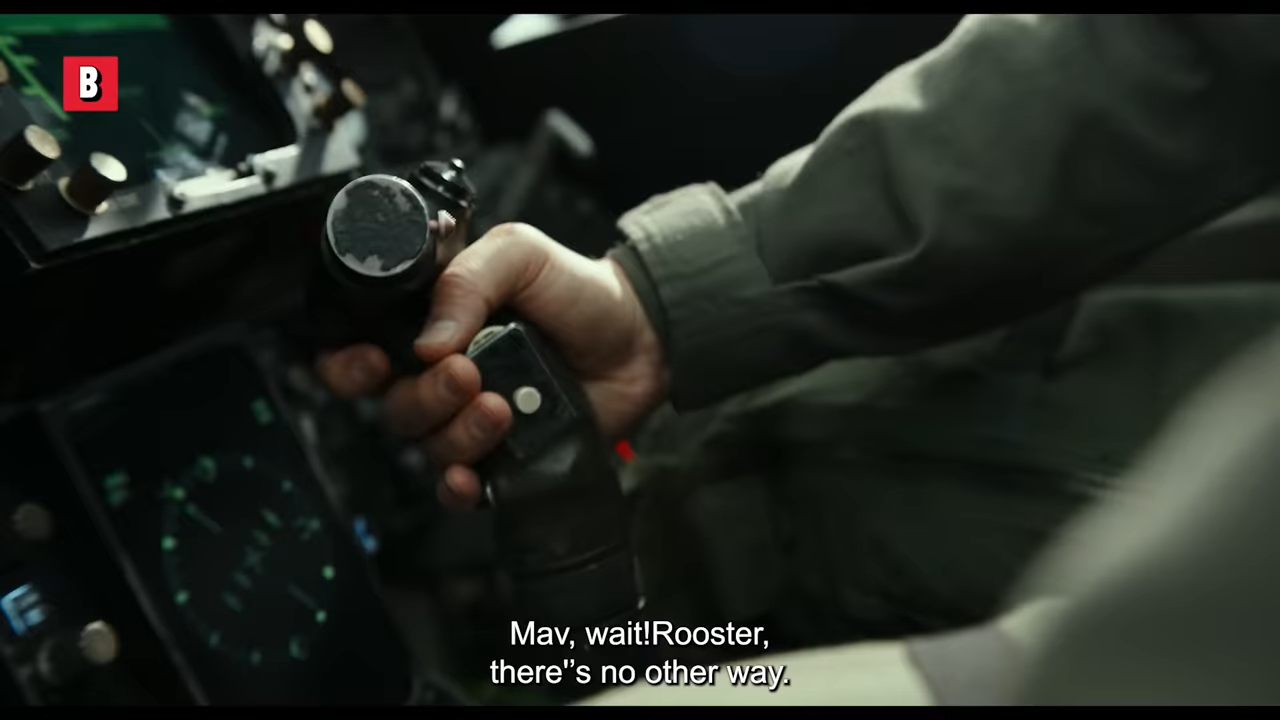 B
Mav, wait!Rooster,
there'’s no other way.